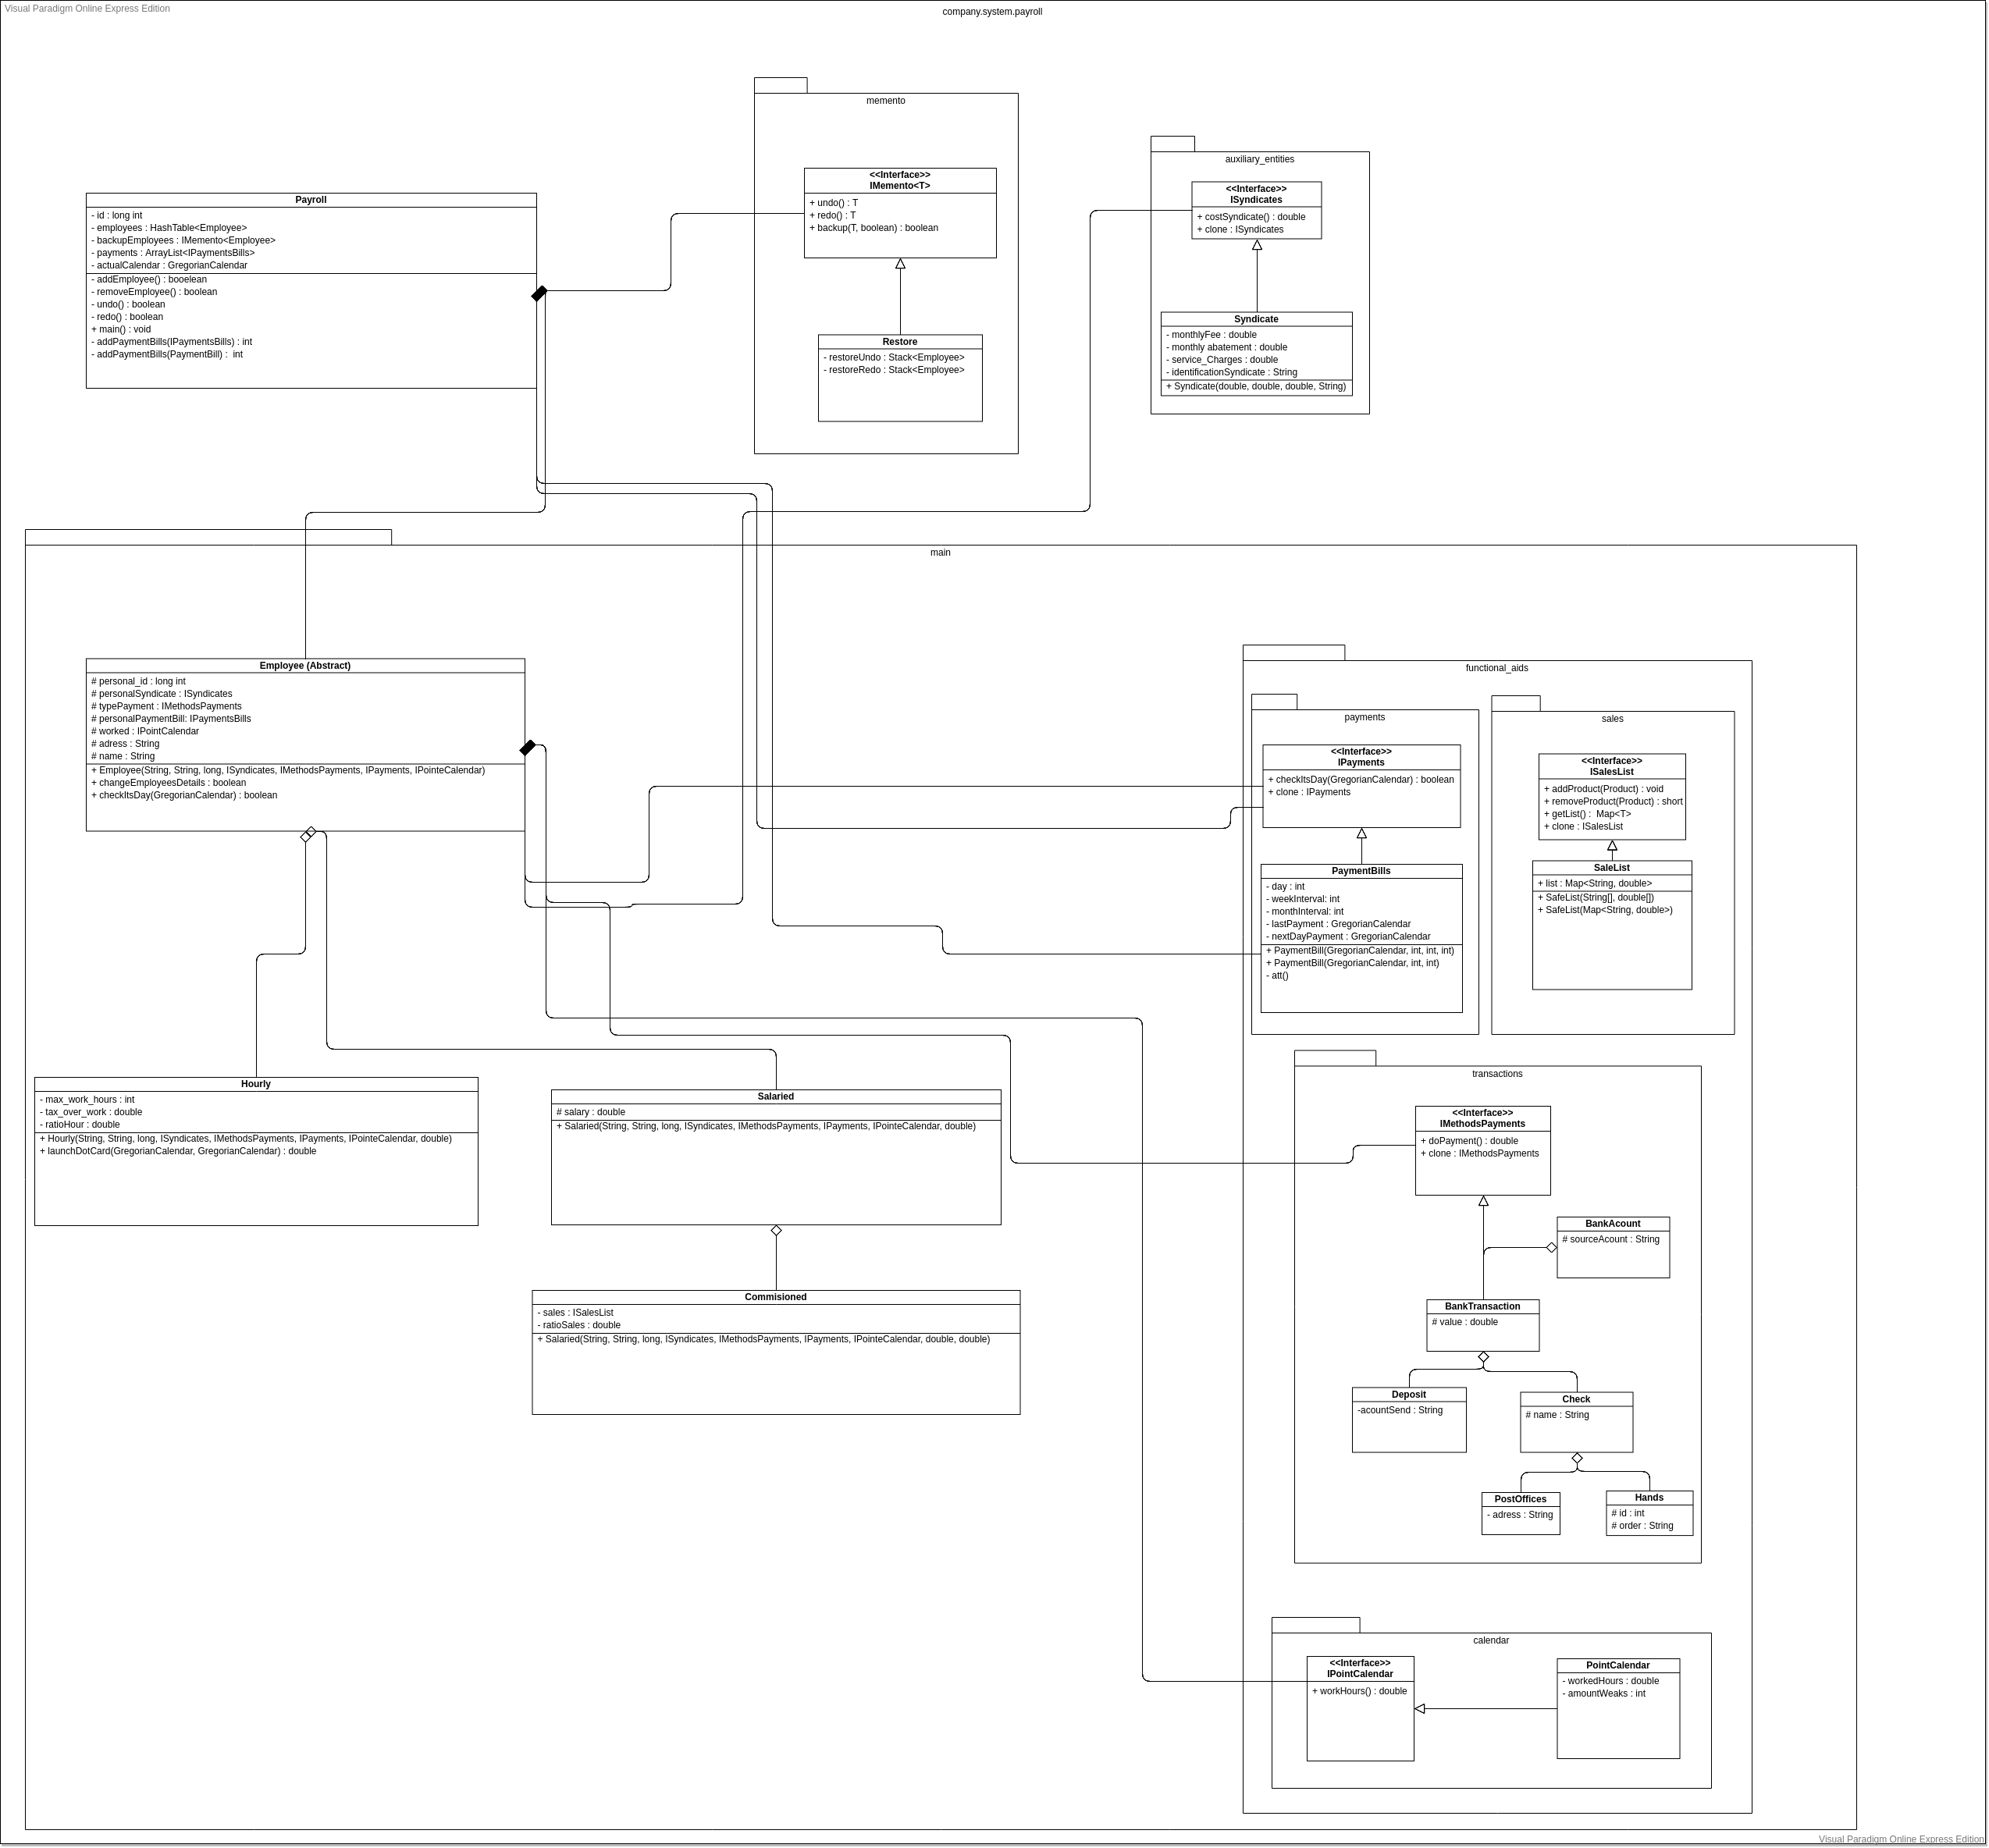 Visual Paradigm Online Express Edition
company.system.payroll
memento
<<Interface>>
IMemento<T>
+ undo() : T
+ redo() : T
+ backup(T, boolean) : boolean
Restore
- restoreUndo : Stack<Employee>
- restoreRedo : Stack<Employee>
auxiliary_entities
<<Interface>>
ISyndicates
+ costSyndicate() : double
+ clone : ISyndicates
Syndicate
- monthlyFee : double
- monthly abatement : double
- service_Charges : double
- identificationSyndicate : String
+ Syndicate(double, double, double, String)
Payroll
- id : long int
- employees : HashTable<Employee>
- backupEmployees : IMemento<Employee>
- payments : ArrayList<IPaymentsBills>
- actualCalendar : GregorianCalendar
- addEmployee() : booelean
- removeEmployee() : boolean
- undo() : boolean
- redo() : boolean
+ main() : void
- addPaymentBills(IPaymentsBills) : int
- addPaymentBills(PaymentBill) : int
main
Employee (Abstract)
# personal_id : long int
# personalSyndicate : ISyndicates
# typePayment : IMethodsPayments
# personalPaymentBill: IPaymentsBills
# worked : IPointCalendar
# adress : String
# name : String
+ Employee(String, String, long, ISyndicates, IMethodsPayments, IPayments, IPointeCalendar)
+ changeEmployeesDetails : boolean
+ checkItsDay(GregorianCalendar) : boolean
functional_aids
payments
<<Interface>>
IPayments
+ checkItsDay(GregorianCalendar) : boolean
+ clone : IPayments
PaymentBills
- day : int
- weekInterval: int
- monthInterval: int
- lastPayment : GregorianCalendar
- nextDayPayment : GregorianCalendar
+ PaymentBill(GregorianCalendar, int, int, int)
+ PaymentBill(GregorianCalendar, int, int)
- att()
sales
<<Interface>>
ISalesList
+ addProduct(Product) : void
+ removeProduct(Product) : short
+ getList() : Map<T>
+ clone : ISalesList
SaleList
+ list : Map<String, double>
+ SafeList(String[], double[])
+ SafeList(Map<String, double>)
Hourly
- max_work_hours : int
- tax_over_work : double
- ratioHour : double
+ Hourly(String, String, long, ISyndicates, IMethodsPayments, IPayments, IPointeCalendar, double)
+ launchDotCard(GregorianCalendar, GregorianCalendar) : double
Salaried
# salary : double
+ Salaried(String, String, long, ISyndicates, IMethodsPayments, IPayments, IPointeCalendar, double)
Commisioned
- sales : ISalesList
- ratioSales : double
+ Salaried(String, String, long, ISyndicates, IMethodsPayments, IPayments, IPointeCalendar, double, double)
transactions
<<Interface>>
IMethodsPayments
+ doPayment() : double
+ clone : IMethodsPayments
BankAcount
# sourceAcount : String
BankTransaction
# value : double
Deposit
-acountSend : String
Check
# name : String
PostOffices
- adress : String
Hands
# id : int
# order : String
calendar
<<Interface>>
IPointCalendar
+ workHours() : double
PointCalendar
- workedHours : double
- amountWeaks : int
Visual Paradigm Online Express Edition